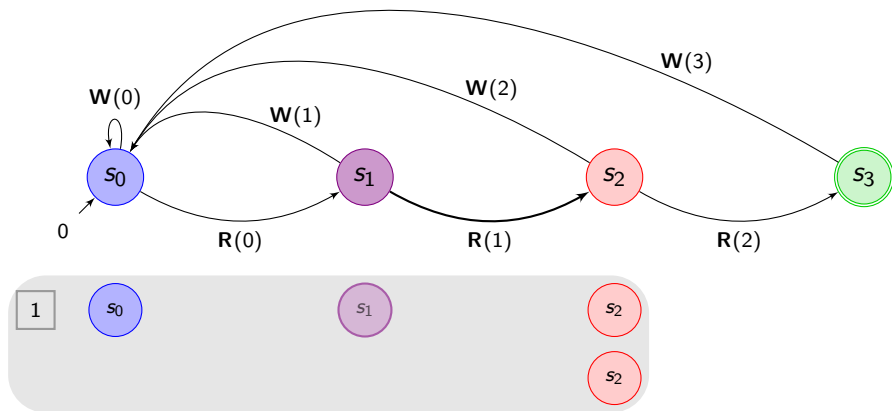 W(3)
W(2)
W(0)
W(1)
s0 s1 s2 s3
0
R(0) R(1) R(2)
1 s0 s1 s2
s2